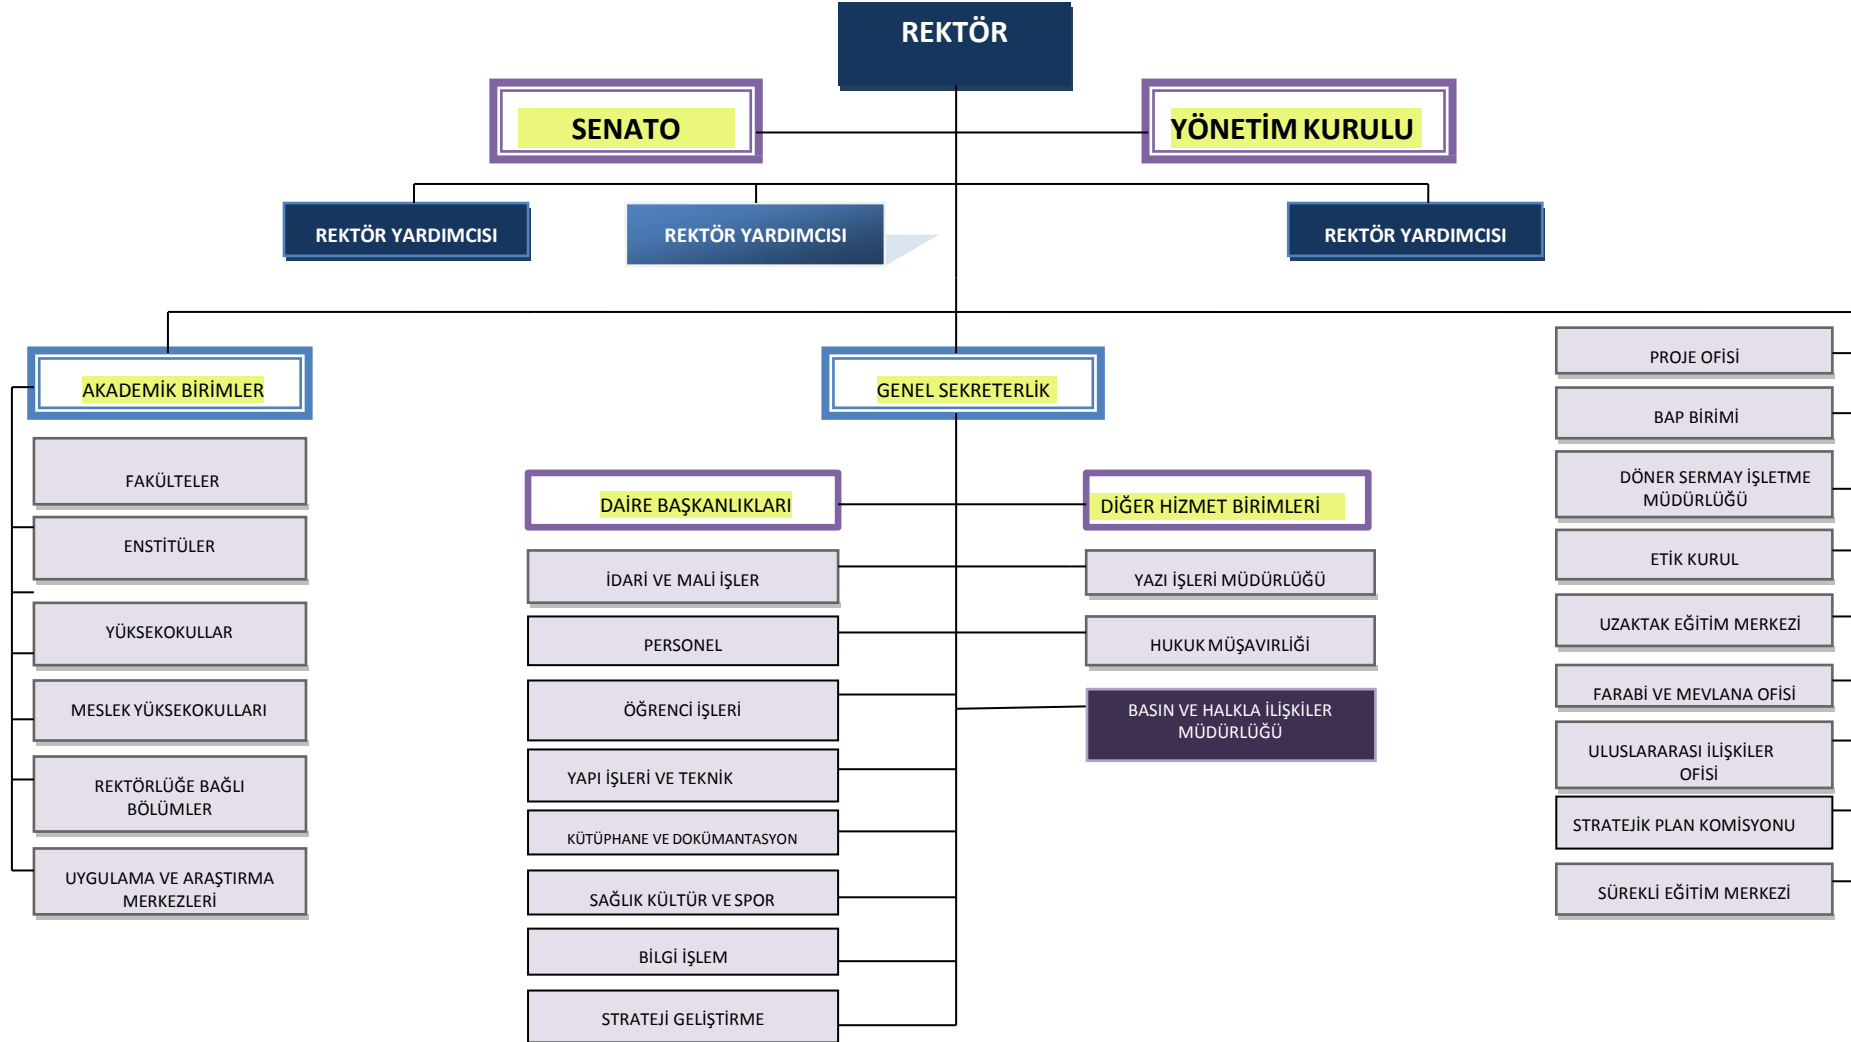 REKTÖR
SENATO
YÖNETİM KURULU
REKTÖR YARDIMCISI
REKTÖR YARDIMCISI
REKTÖR YARDIMCISI
AKADEMİK BİRİMLER
FAKÜLTELER
ENSTİTÜLER
YÜKSEKOKULLAR
MESLEK YÜKSEKOKULLARI
REKTÖRLÜĞE BAĞLI
BÖLÜMLER
UYGULAMA VE ARAŞTIRMA
MERKEZLERİ
GENEL SEKRETERLİK
DAİRE BAŞKANLIKLARI
İDARİ VE MALİ İŞLER
PERSONEL
ÖĞRENCİ İŞLERİ
YAPI İŞLERİ VE TEKNİK
KÜTÜPHANE VE DOKÜMANTASYON
SAĞLIK KÜLTÜR VE SPOR
BİLGİ İŞLEM
STRATEJİ GELİŞTİRME
DİĞER HİZMET BİRİMLERİ
YAZI İŞLERİ MÜDÜRLÜĞÜ
HUKUK MÜŞAVIRLİĞİ
BASIN VE HALKLA İLİŞKİLER
MÜDÜRLÜĞÜ
PROJE OFİSİ
BAP BİRİMİ
DÖNER SERMAY İŞLETME
MÜDÜRLÜĞÜ
ETİK KURUL
UZAKTAK EĞİTİM MERKEZİ
FARABİ VE MEVLANA OFİSİ
ULUSLARARASI İLİŞKİLER
OFİSİ
STRATEJİK PLAN KOMİSYONU
SÜREKLİ EĞİTİM MERKEZİ